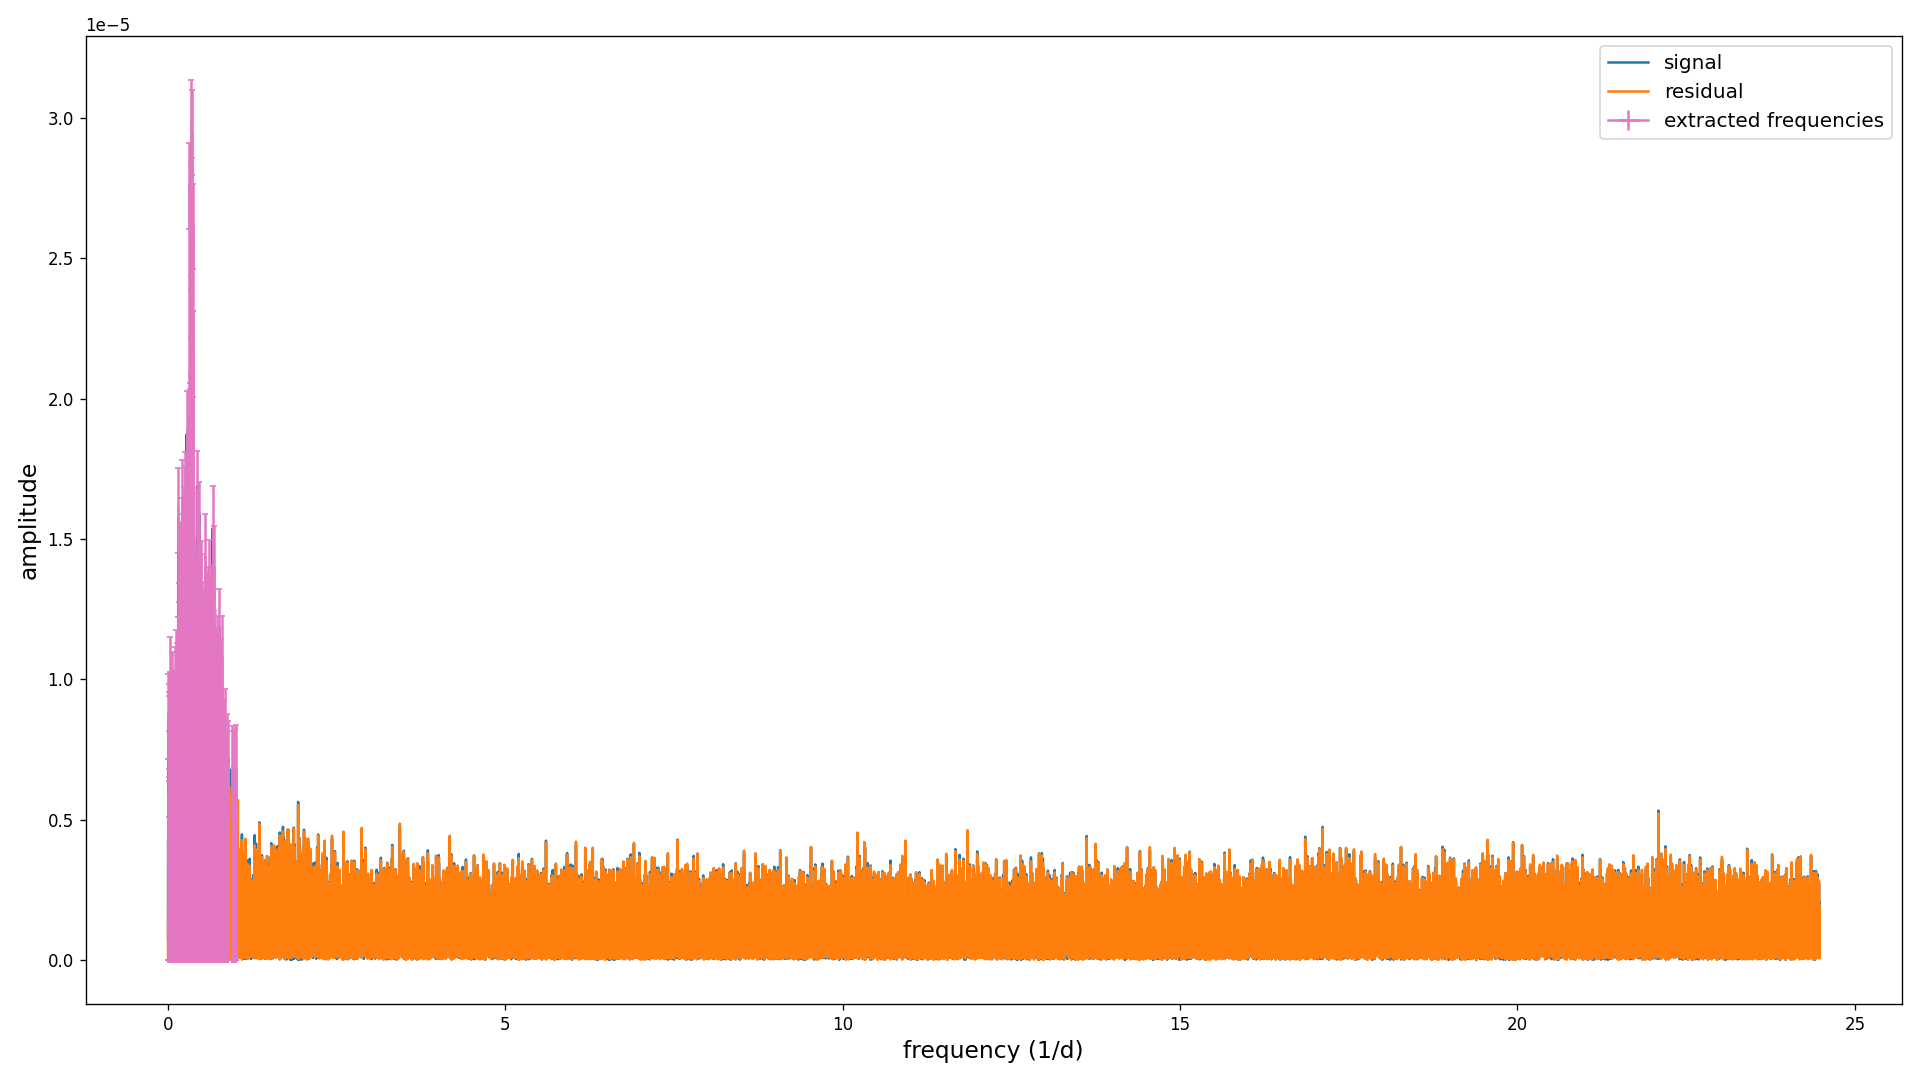 1e−5
signal
residual
extracted frequencies
3.0
2.5
2.0
1.5
1.0
0.5
0.0
amplitude
0 5 10 15 20 25
frequency (1/d)